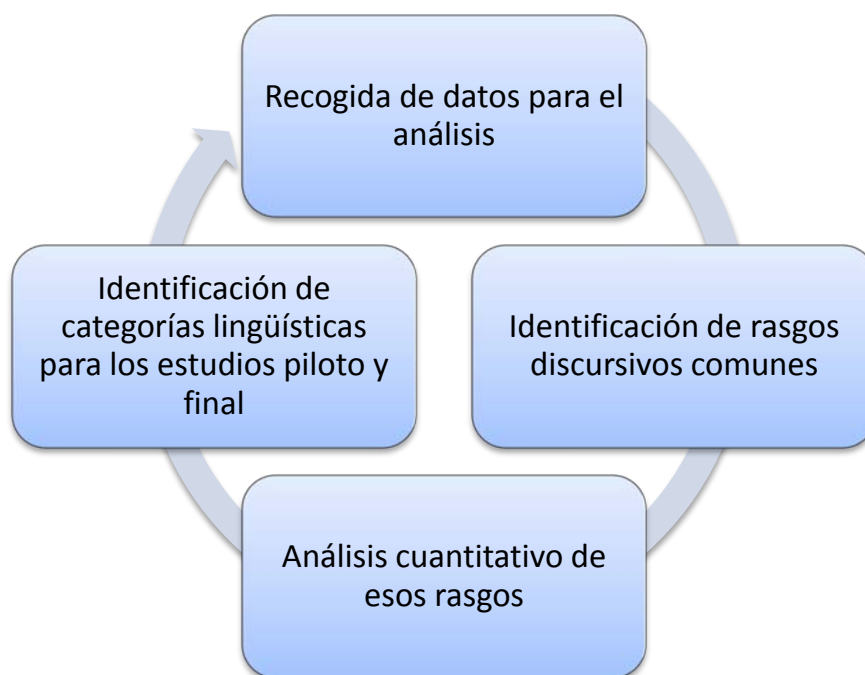 Recogida de datos para el
análisis
Identificación de rasgos
discursivos comunes
Análisis cuantitativo de
esos rasgos
Identificación de
categorías lingüísticas
para los estudios piloto y
final